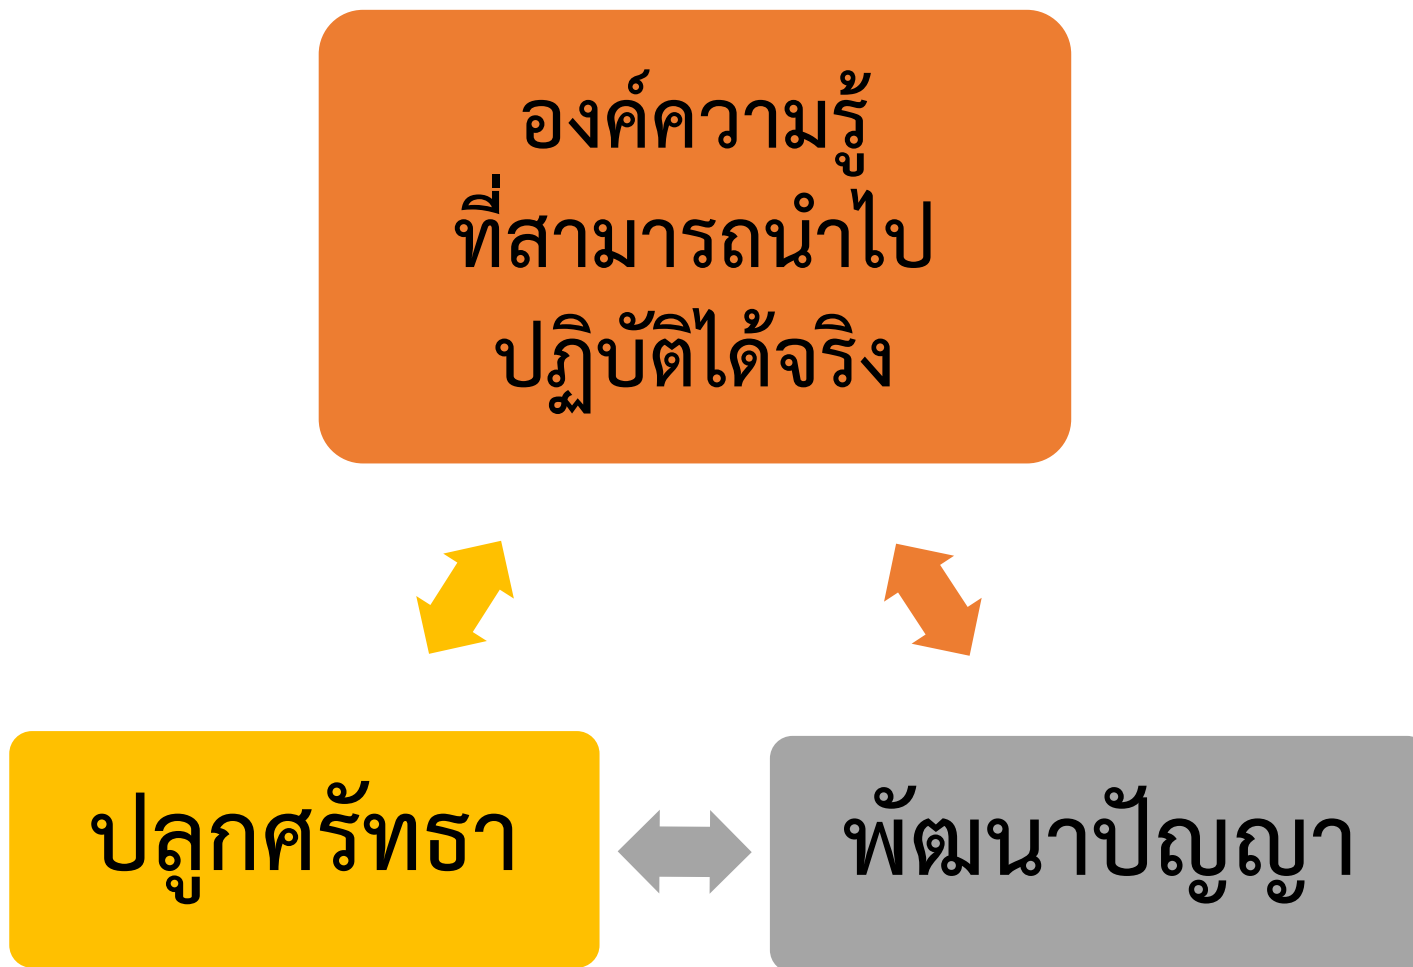 องค์ความรู้
ที่สามารถนำไป
ปฏิบัติได้จริง
ปลูกศรัทธา
พัฒนาปัญญา